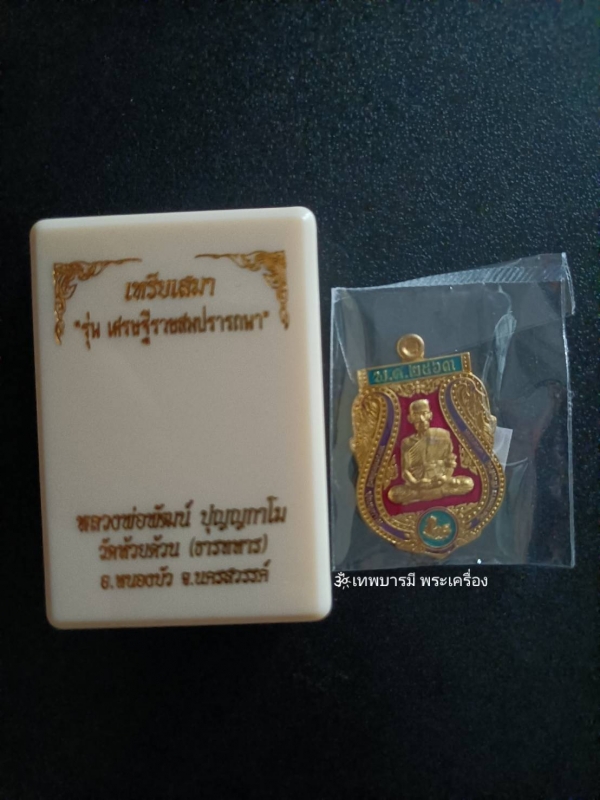 เหรียญเสมา
"รุ่น เศรษฐีราชสมปรารถนา"
หลวงพ่อพัฒน์ ปุญญกาโม
วัดห้วยด้วน (ธารทหาร)
อ.หนองบัว จ.นครสวรรค์
พ.ศ.๒๕๖๓
ॐ เทพบารมี พระเครื่อง